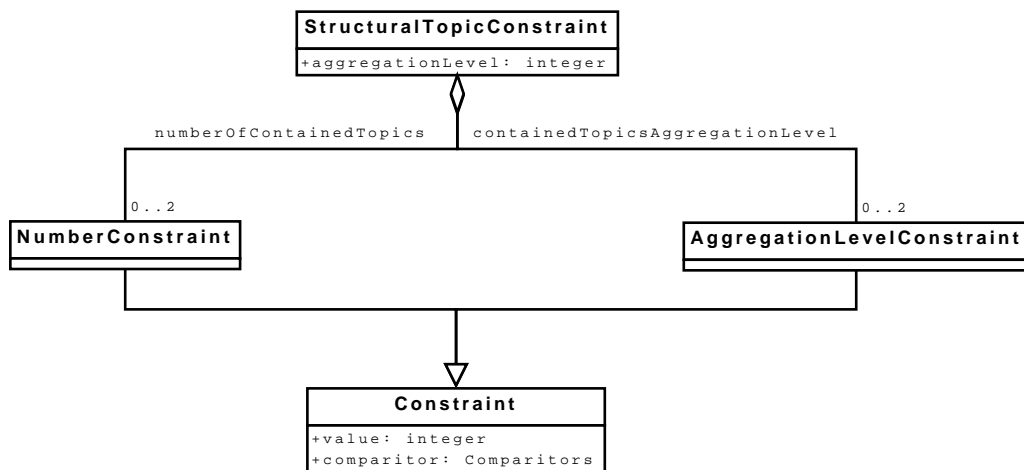 StructuralTopicConstraint
+aggregationLevel: integer
numberOfContainedTopics
containedTopicsAggregationLevel
0..2
0..2
NumberConstraint
AggregationLevelConstraint
Constraint
+value: integer
+comparitor: Comparitors